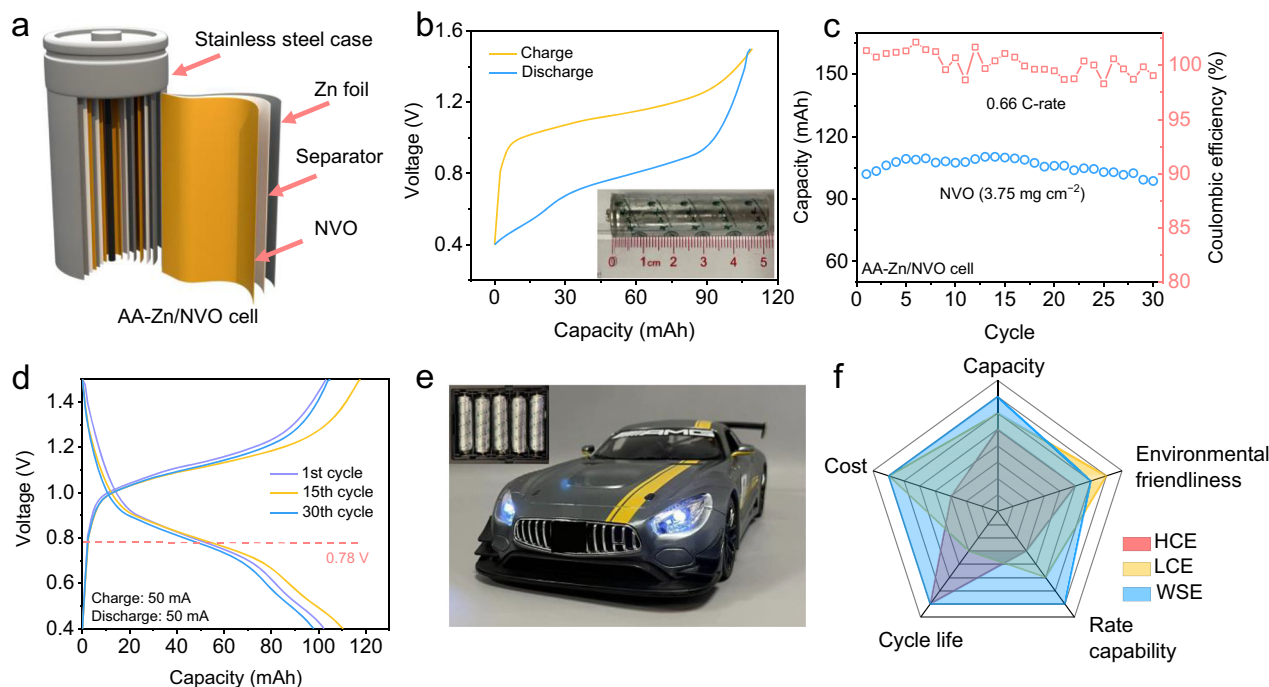 a
Stainless steel case
Zn foil
Separator
NVO
AA-Zn/NVO cell
b
1.6
1.2
0.8
0.4
Voltage (V)
Charge
Discharge
0 1cm 2 3 4 5
0 30 60 90 120
Capacity (mAh)
c
150
120
90
60
Capacity (mAh)
100
95
90
85
80
Coulombic efficiency (%)
0.66 C-rate
NVO (3.75 mg cm⁻²)
AA-Zn/NVO cell
0 5 10 15 20 25 30
Cycle
d
1.4
1.2
1.0
0.8
0.6
0.4
Voltage (V)
1st cycle
15th cycle
30th cycle
0.78 V
Charge: 50 mA
Discharge: 50 mA
0 20 40 60 80 100 120
Capacity (mAh)
e
AMG
f
Capacity
Environmental
friendliness
Rate
capability
Cycle life
Cost
HCE
LCE
WSE